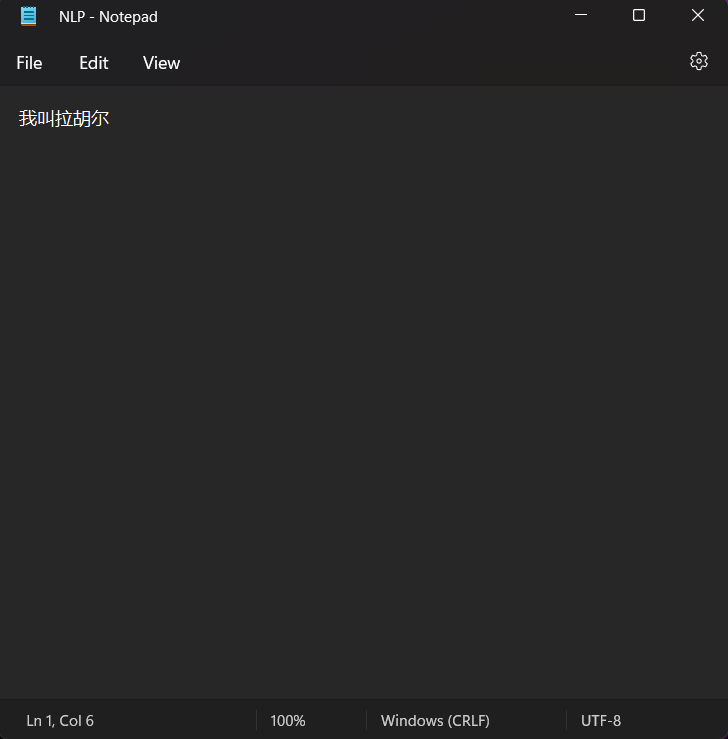 NLP - Notepad
File Edit View
我叫拉胡尔
Ln 1, Col 6 100% Windows (CRLF) UTF-8